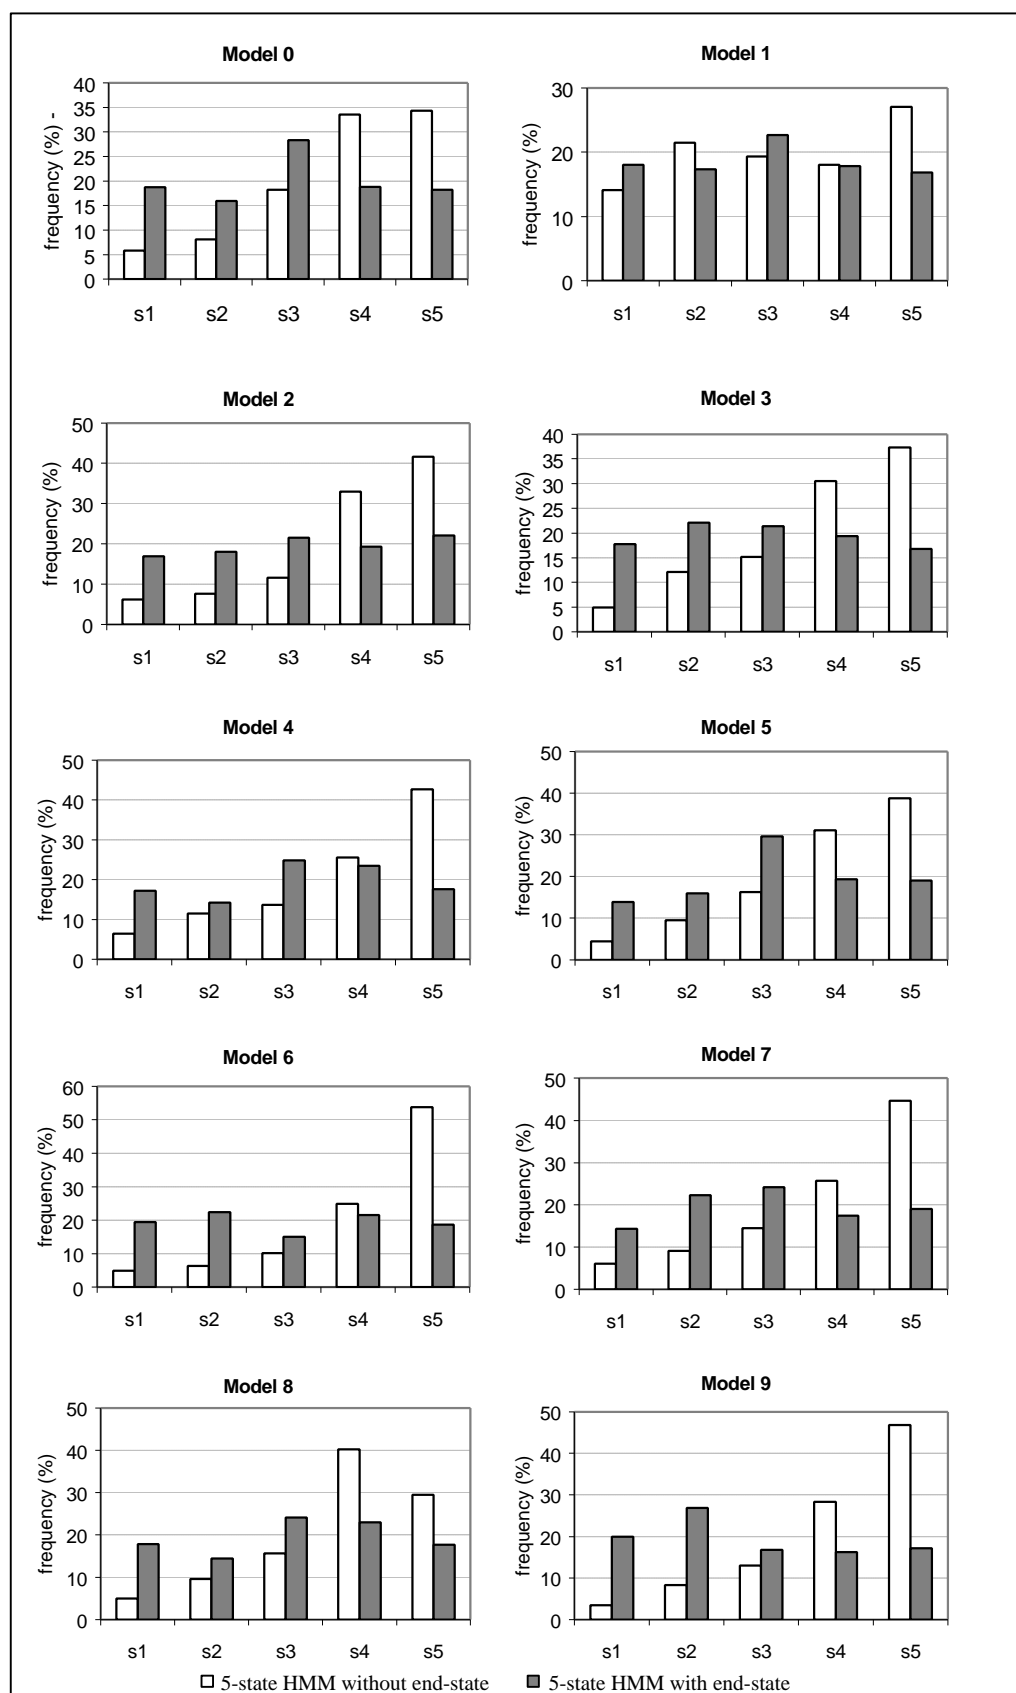 Model 0
frequency (%) -
40
35
30
25
20
15
10
5
0
s1 s2 s3 s4 s5
Model 1
frequency (%)
30
20
10
0
s1 s2 s3 s4 s5
Model 2
frequency (%)
50
40
30
20
10
0
s1 s2 s3 s4 s5
Model 3
frequency (%)
40
35
30
25
20
15
10
5
0
s1 s2 s3 s4 s5
Model 4
frequency (%)
50
40
30
20
10
0
s1 s2 s3 s4 s5
Model 5
frequency (%)
50
40
30
20
10
0
s1 s2 s3 s4 s5
Model 6
frequency (%)
60
50
40
30
20
10
0
s1 s2 s3 s4 s5
Model 7
frequency (%)
50
40
30
20
10
0
s1 s2 s3 s4 s5
Model 8
frequency (%)
50
40
30
20
10
0
s1 s2 s3 s4 s5
Model 9
frequency (%)
50
40
30
20
10
0
s1 s2 s3 s4 s5
5-state HMM without end-state 5-state HMM with end-state